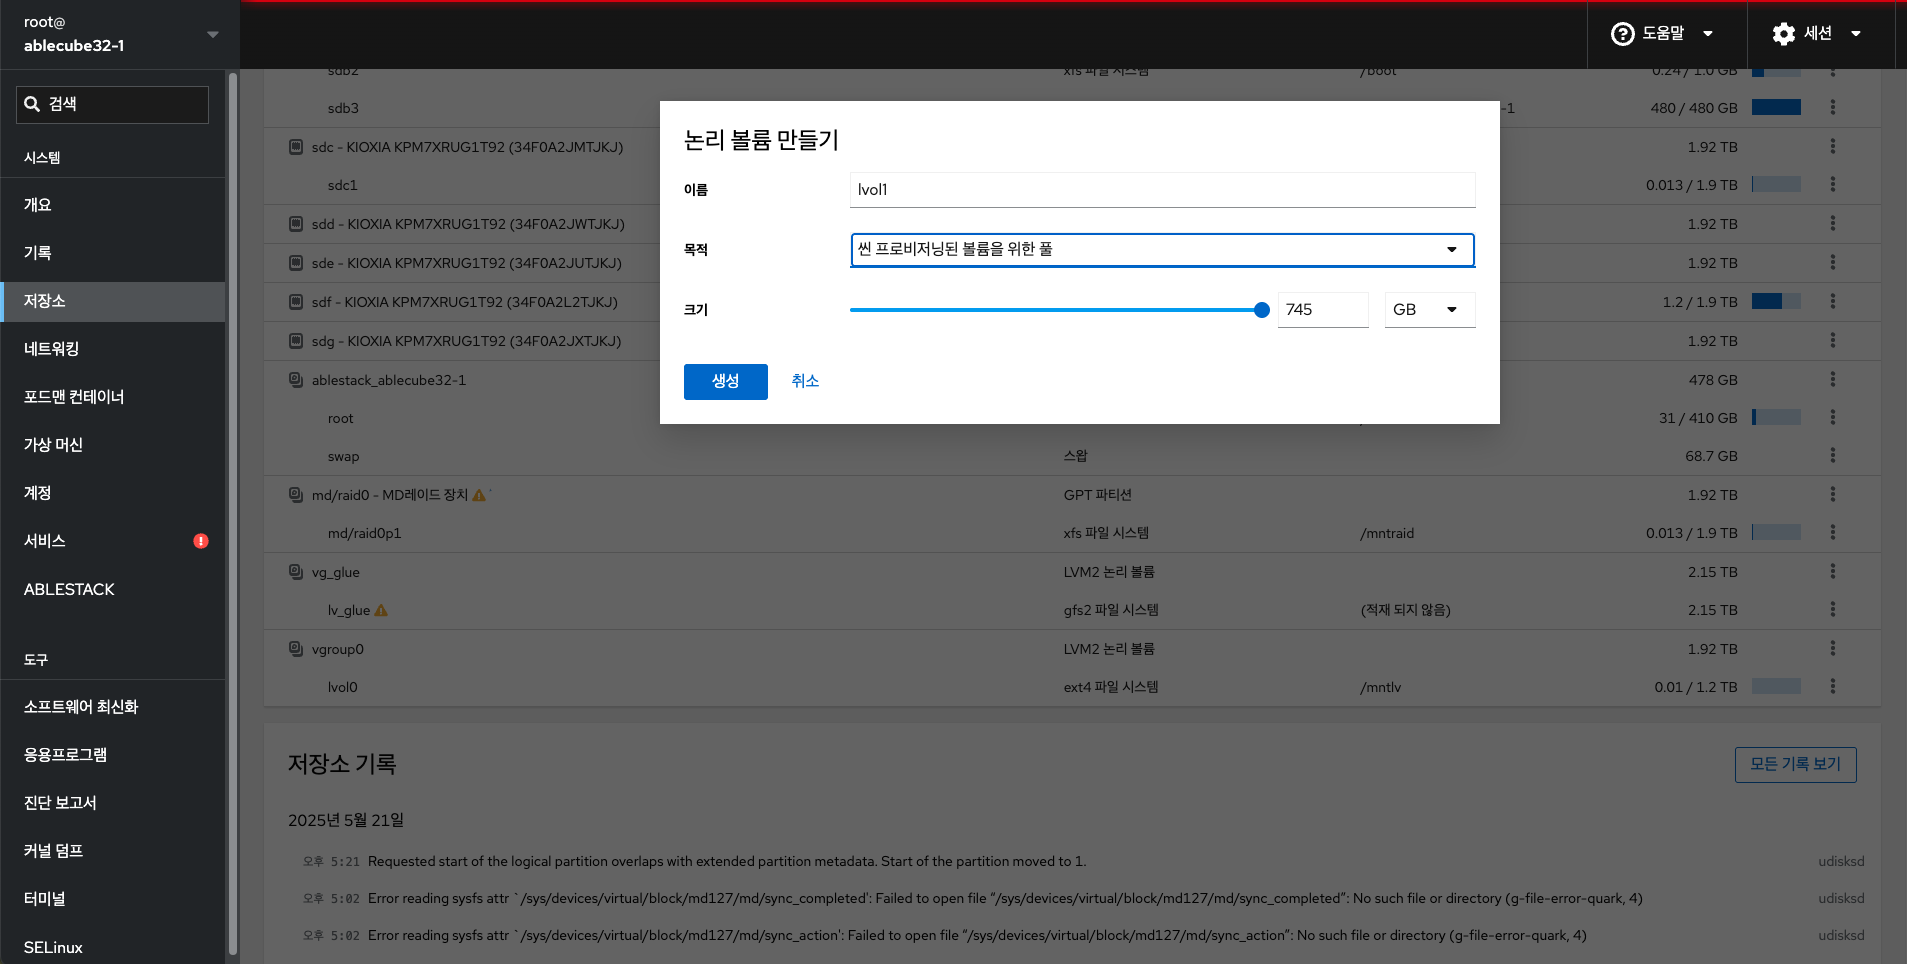 root@
ablecube32-1
도움말
세션
검색
시스템
개요
기록
저장소
네트워킹
포드맨 컨테이너
가상 머신
계정
서비스
ABLESTACK
도구
소프트웨어 최신화
응용프로그램
진단 보고서
커널 덤프
터미널
SELinux
sdb2 xfs 파일 시스템 /boot 0.24 / 1.0 GB
sdb3 -1 480 / 480 GB
sdc - KIOXIA KPM7XRUG1T92 (34F0A2JMTJKJ) 1.92 TB
sdc1 0.013 / 1.9 TB
sdd - KIOXIA KPM7XRUG1T92 (34F0A2JWTJKJ) 1.92 TB
sde - KIOXIA KPM7XRUG1T92 (34F0A2JUTJKJ) 1.92 TB
sdf - KIOXIA KPM7XRUG1T92 (34F0A2L2TJKJ) 1.2 / 1.9 TB
sdg - KIOXIA KPM7XRUG1T92 (34F0A2JXTJKJ) 1.92 TB
ablestack_ablecube32-1 478 GB
root 31 / 410 GB
swap 스왑 68.7 GB
md/raid0 - MD레이드 장치 GPT 파티션 1.92 TB
md/raid0p1 xfs 파일 시스템 /mntraid 0.013 / 1.9 TB
vg_glue LVM2 논리 볼륨 2.15 TB
lv_glue gfs2 파일 시스템 (적재 되지 않음) 2.15 TB
vgroup0 LVM2 논리 볼륨 1.92 TB
lvol0 ext4 파일 시스템 /mntlv 0.01 / 1.2 TB
논리 볼륨 만들기
이름 lvol1
목적 씬 프로비저닝된 볼륨을 위한 풀
크기 745 GB
생성 취소
저장소 기록
모든 기록 보기
2025년 5월 21일
오후 5:21 Requested start of the logical partition overlaps with extended partition metadata. Start of the partition moved to 1. udisksd
오후 5:02 Error reading sysfs attr `/sys/devices/virtual/block/md127/md/sync_completed': Failed to open file “/sys/devices/virtual/block/md127/md/sync_completed”: No such file or directory (g-file-error-quark, 4) udisksd
오후 5:02 Error reading sysfs attr `/sys/devices/virtual/block/md127/md/sync_action': Failed to open file “/sys/devices/virtual/block/md127/md/sync_action”: No such file or directory (g-file-error-quark, 4) udisksd